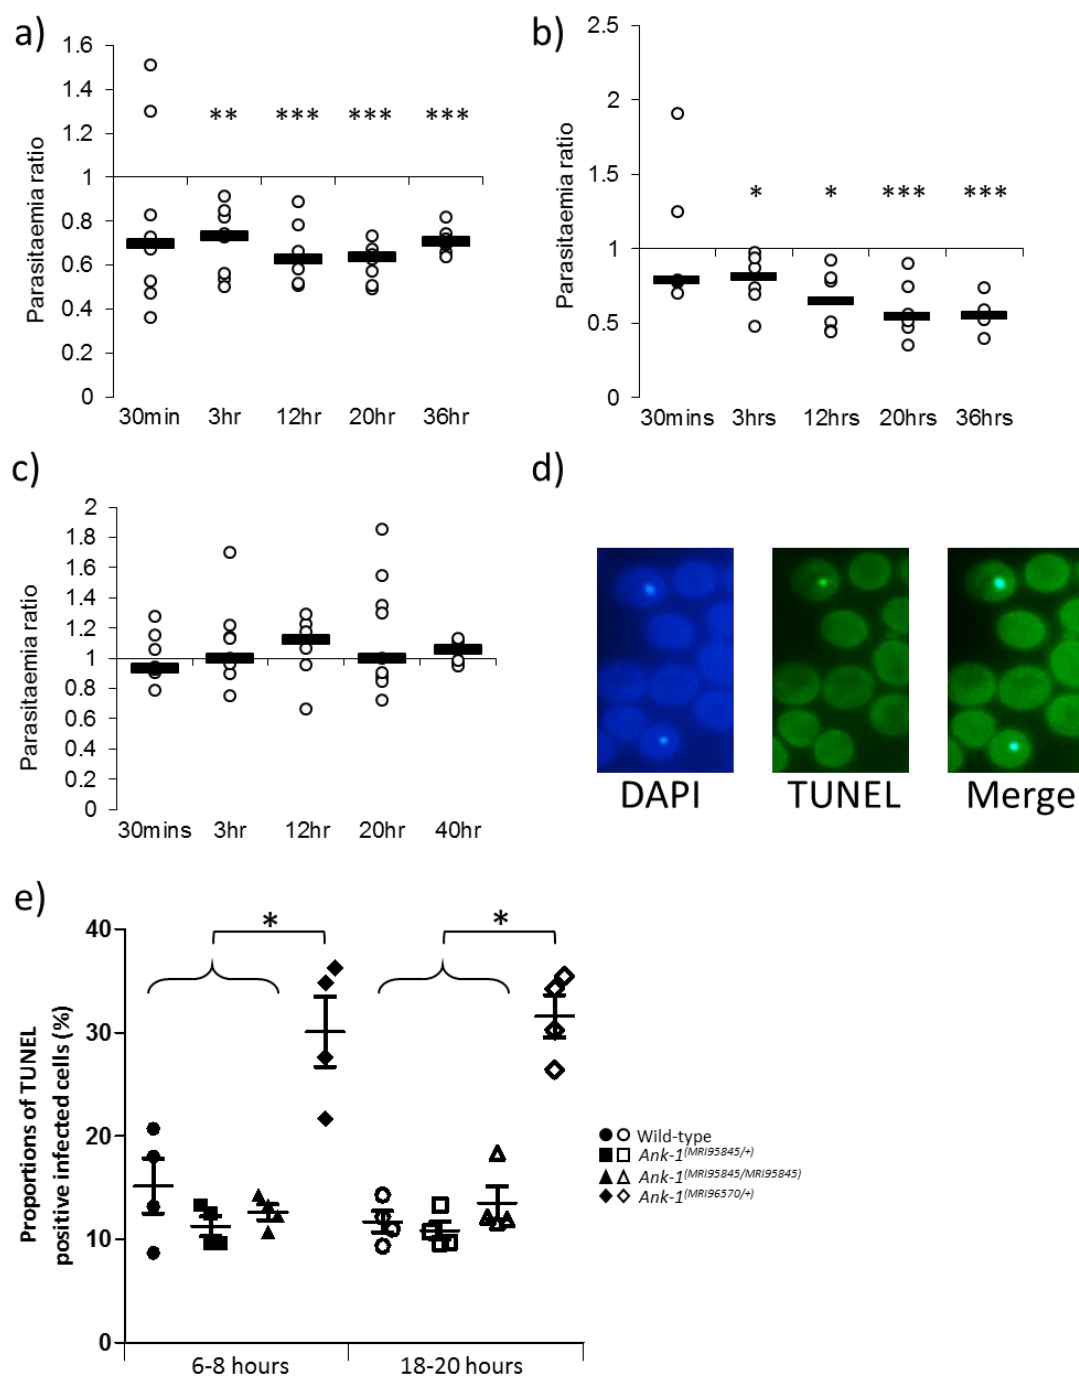 a)
1.6
1.4
1.2
1
0.8
0.6
0.4
0.2
0
Parasitaemia ratio
** *** *** ***
30min 3hr 12hr 20hr 36hr
b)
2.5
2
1.5
1
0.5
0
Parasitaemia ratio
* * *** ***
30mins 3hrs 12hrs 20hrs 36hrs
c)
2
1.8
1.6
1.4
1.2
1
0.8
0.6
0.4
0.2
0
Parasitaemia ratio
30mins 3hr 12hr 20hr 40hr
d)
DAPI TUNEL Merge
e)
40
30
20
10
0
Proportions of TUNEL
positive infected cells (%)
* *
6-8 hours 18-20 hours
Wild-type
Ank-1(MRI95845/+)
Ank-1(MRI95845/MRI95845)
Ank-1(MRI96570/+)